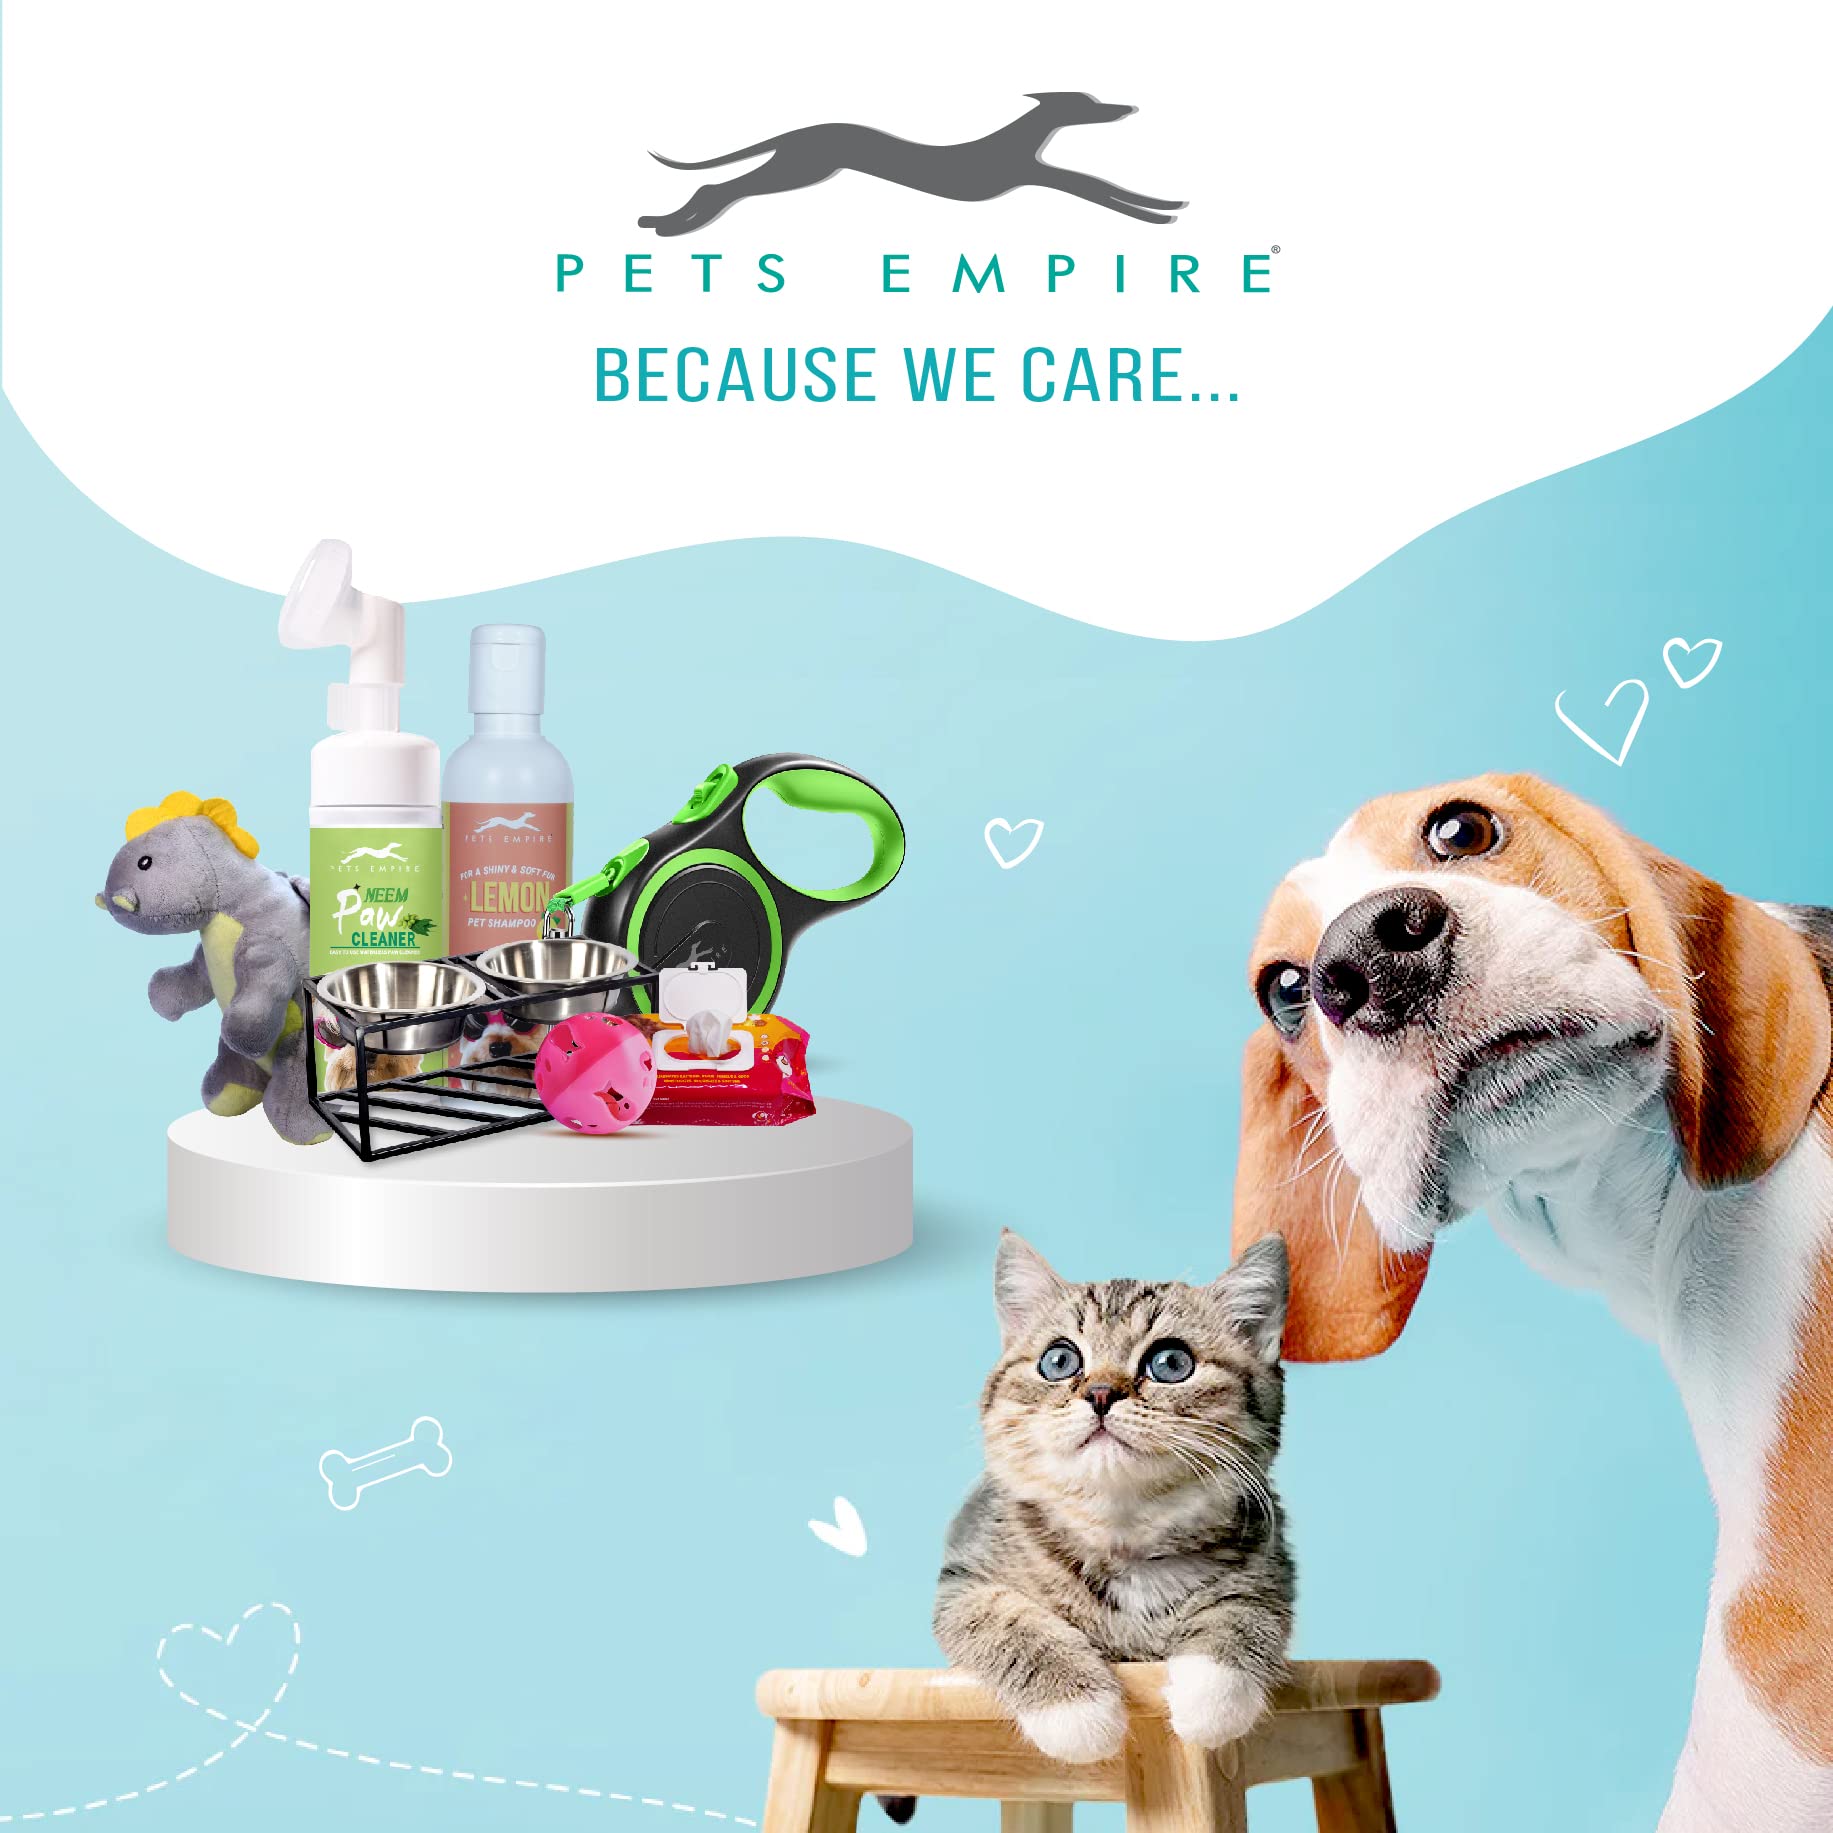 PETS EMPIRE®
BECAUSE WE CARE...
PETS EMPIRE
NEEM
Paw
CLEANER
PETS EMPIRE
FOR A SHINY & SOFT FUR
LEMON
PET SHAMPOO